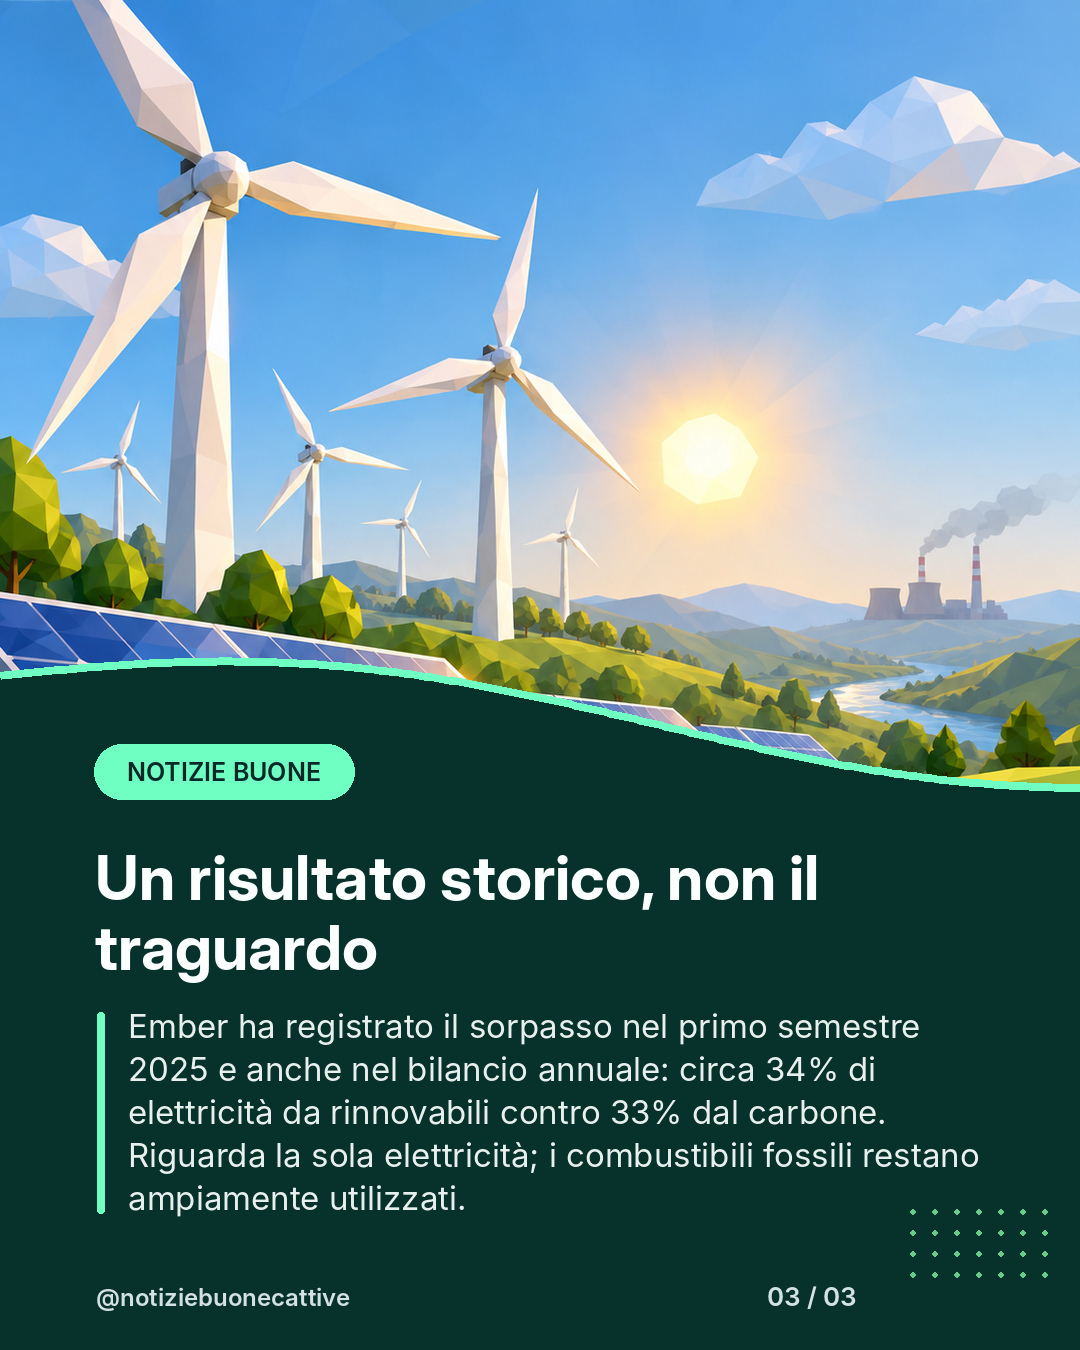 NOTIZIE BUONE
Un risultato storico, non il
traguardo
Ember ha registrato il sorpasso nel primo semestre
2025 e anche nel bilancio annuale: circa 34% di
elettricità da rinnovabili contro 33% dal carbone.
Riguarda la sola elettricità; i combustibili fossili restano
ampiamente utilizzati.
@notiziebuonecattive
03 / 03